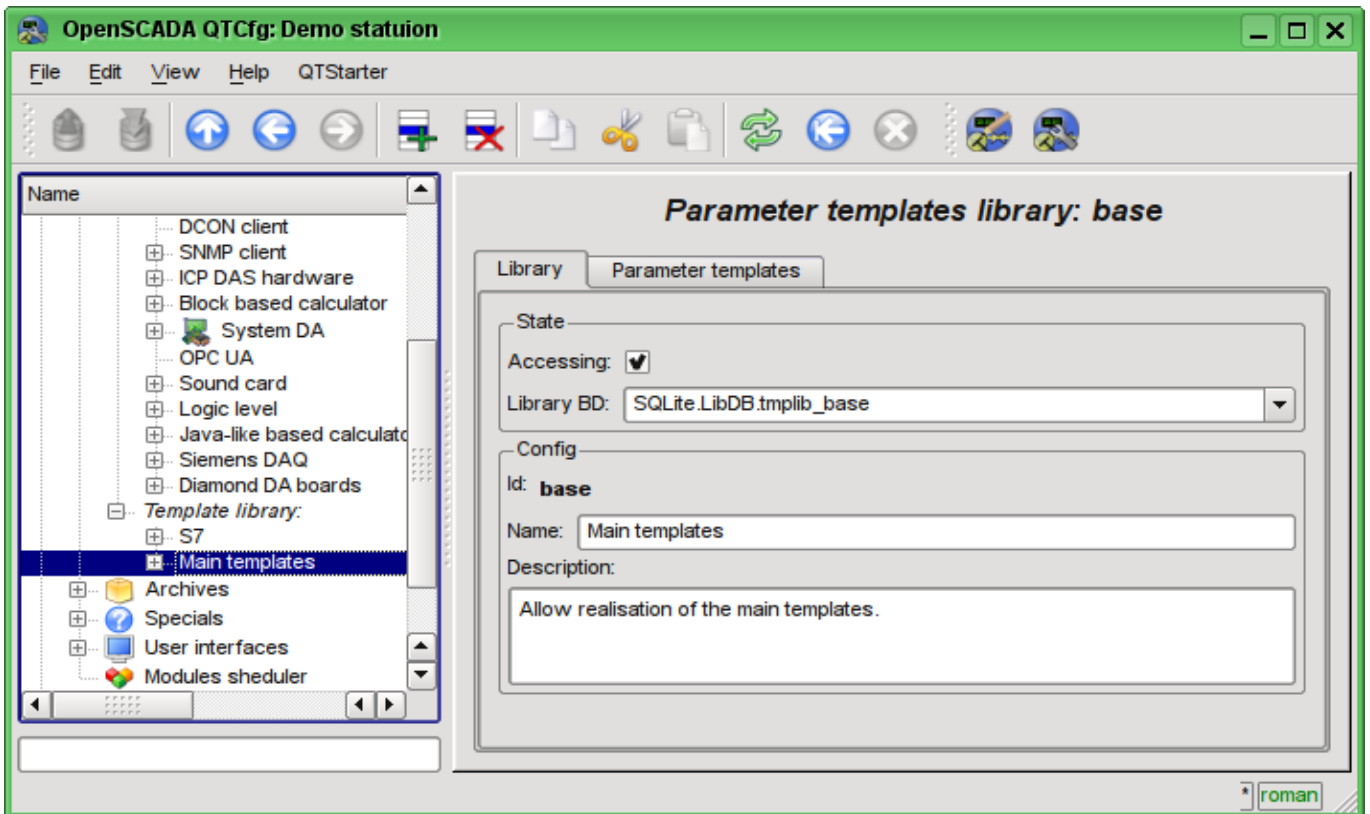 OpenSCADA QTCfg: Demo statuion
File Edit View Help QTStarter
Name
DCON client
SNMP client
ICP DAS hardware
Block based calculator
System DA
OPC UA
Sound card
Logic level
Java-like based calculato
Siemens DAQ
Diamond DA boards
Template library:
S7
Main templates
Archives
Specials
User interfaces
Modules sheduler
Parameter templates library: base
Library Parameter templates
State
Accessing:
Library BD: SQLite.LibDB.tmplib_base
Config
Id: base
Name: Main templates
Description:
Allow realisation of the main templates.
* roman